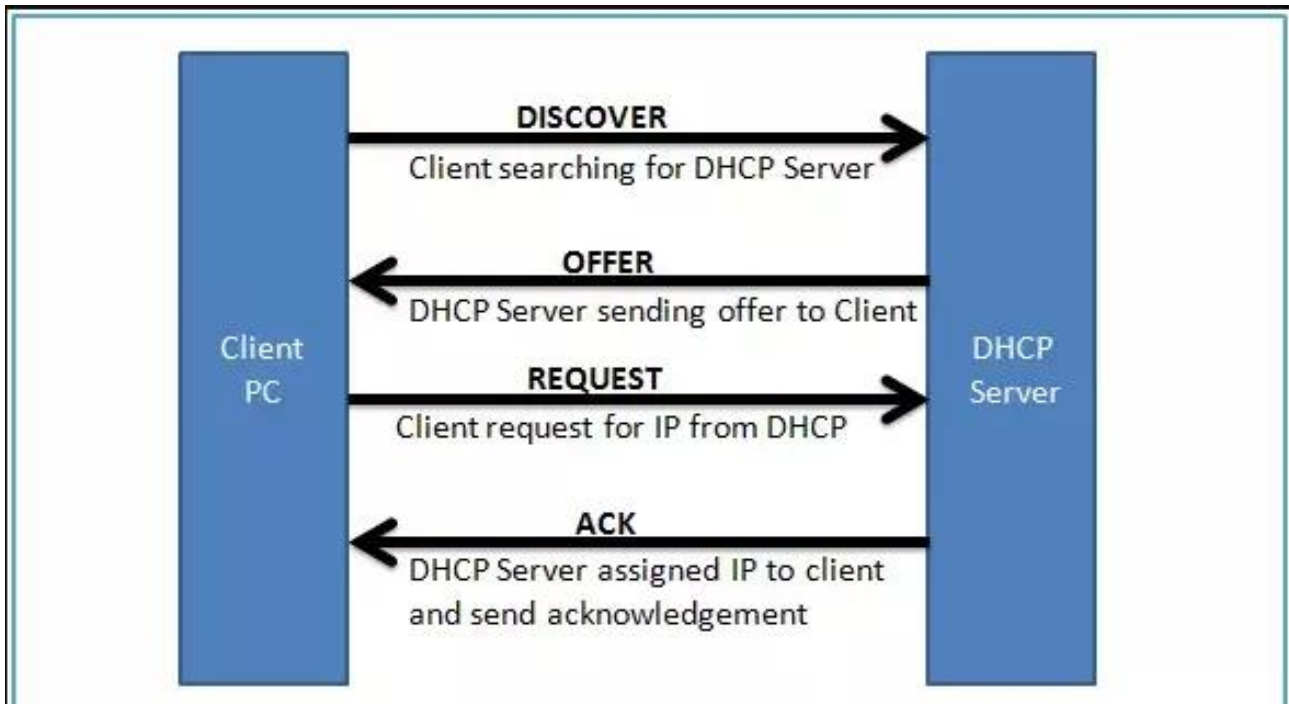 DISCOVER
Client searching for DHCP Server
OFFER
DHCP Server sending offer to Client
Client
PC
DHCP
Server
REQUEST
Client request for IP from DHCP
ACK
DHCP Server assigned IP to client
and send acknowledgement